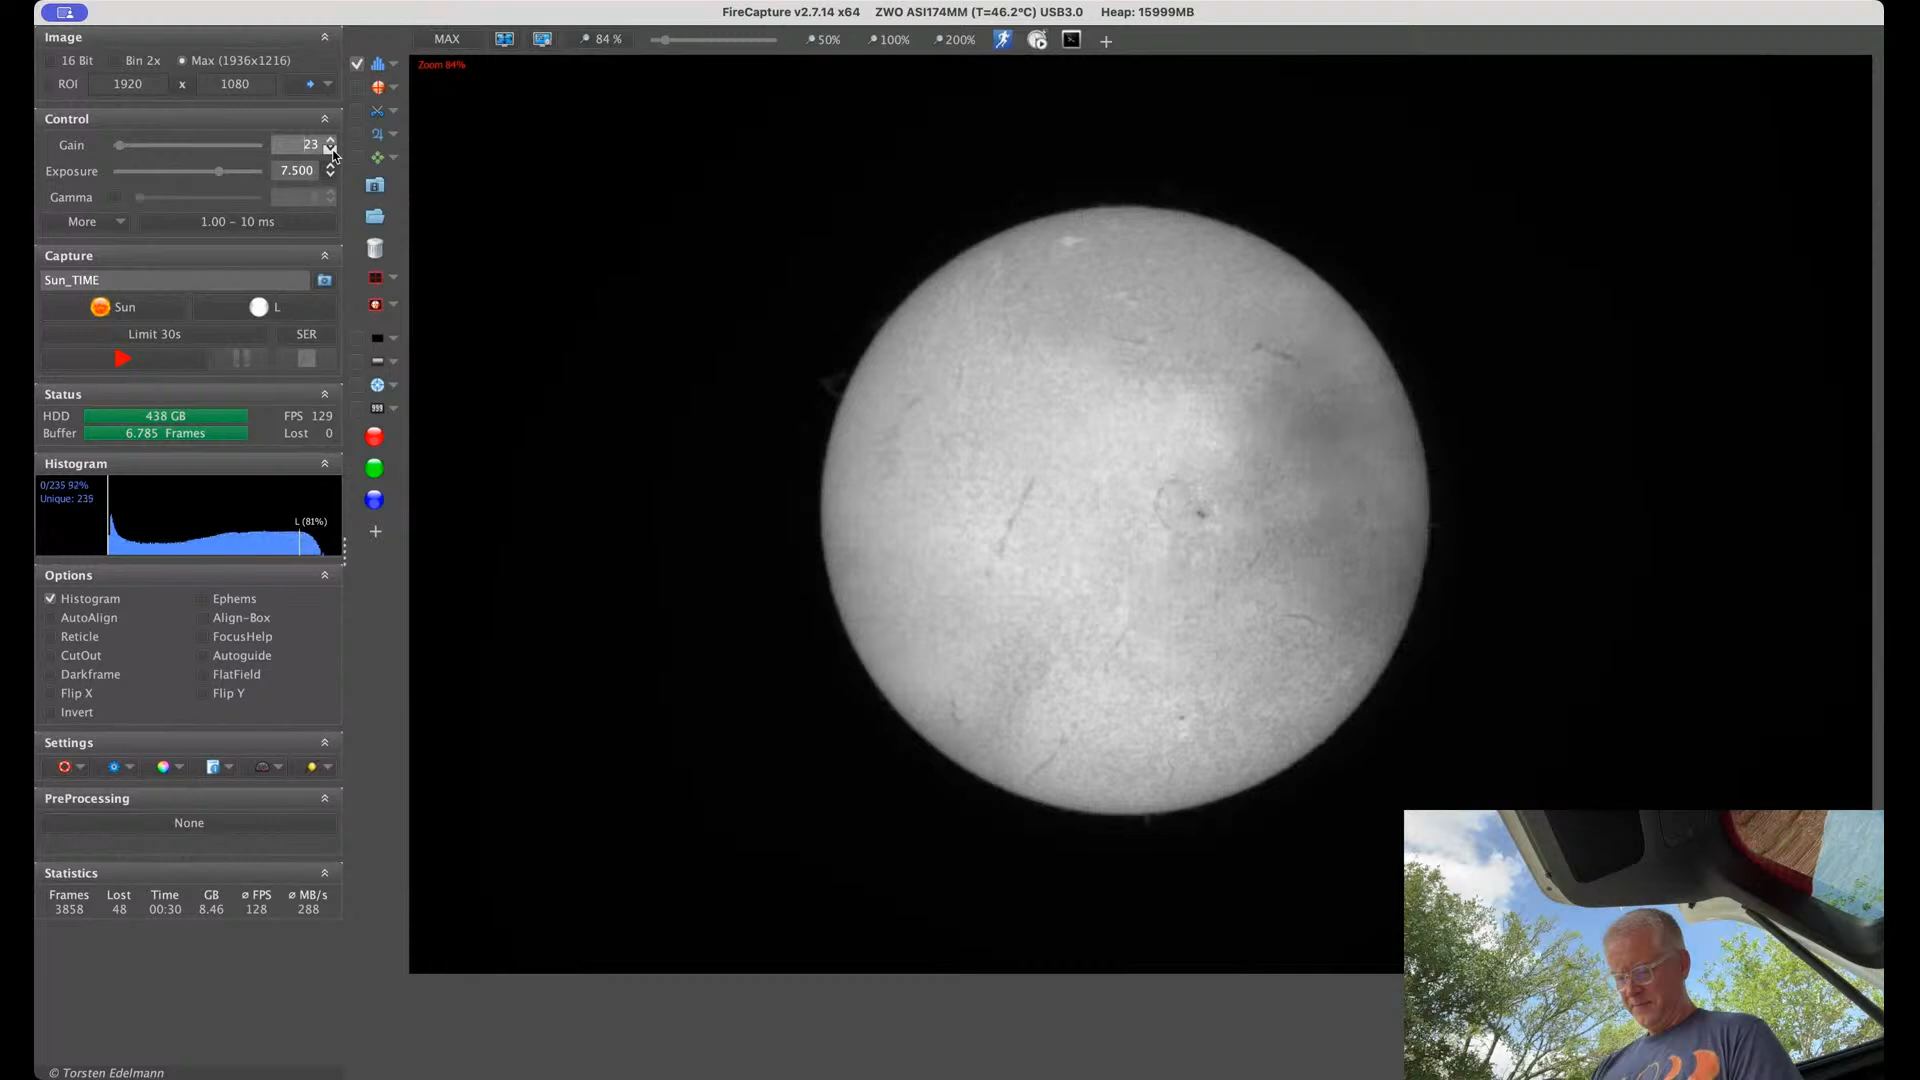 FireCapture v2.7.14 x64 ZWO ASI174MM (T=46.2°C) USB3.0 Heap: 15999MB
Image
MAX 84 % 50% 100% 200%
16 Bit Bin 2x Max (1936x1216)
ROI 1920 x 1080
Zoom 84%
Control
Gain 23
Exposure 7.500
Gamma
More 1.00 - 10 ms
Capture
Sun_TIME
Sun L
Limit 30s SER
Status
HDD 438 GB FPS 129
Buffer 6.785 Frames Lost 0
999
Histogram
0/235 92%
Unique: 235
L (81%)
Options
Histogram Ephems
AutoAlign Align-Box
Reticle FocusHelp
CutOut Autoguide
Darkframe FlatField
Flip X Flip Y
Invert
Settings
PreProcessing
None
Statistics
Frames Lost Time GB ø FPS ø MB/s
3858 48 00:30 8.46 128 288
© Torsten Edelmann